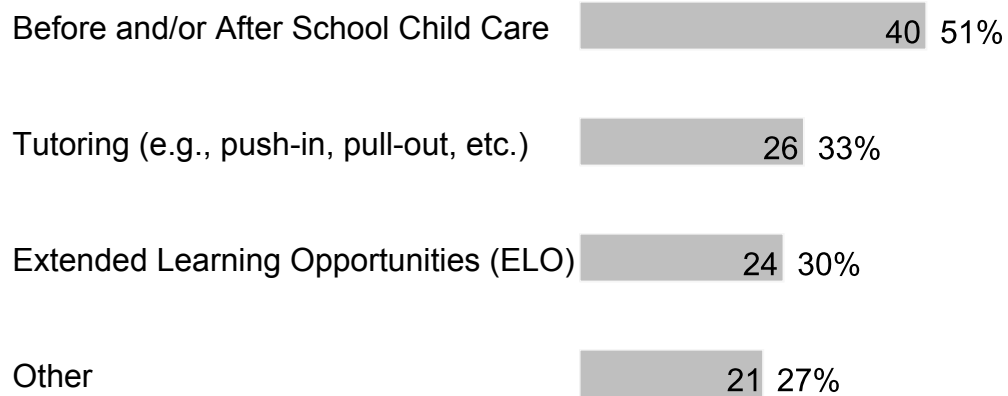 Before and/or After School Child Care 40 51%
Tutoring (e.g., push-in, pull-out, etc.) 26 33%
Extended Learning Opportunities (ELO) 24 30%
Other 21 27%